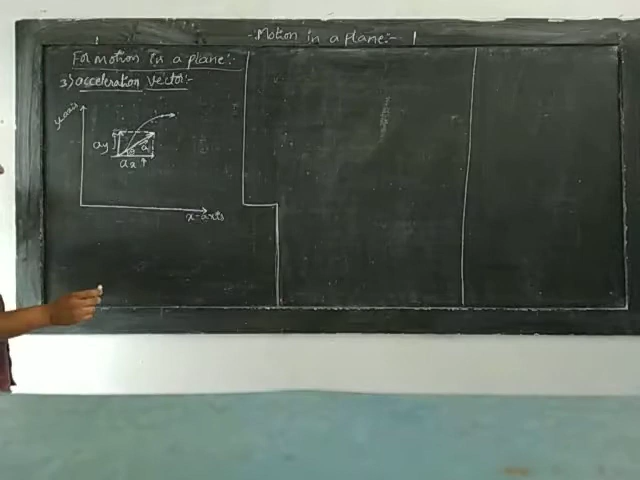 -: Motion in a plane:-
For motion in a plane:-
3) acceleration vector:-
y-axis
ay
a
θ
ax
x-axis